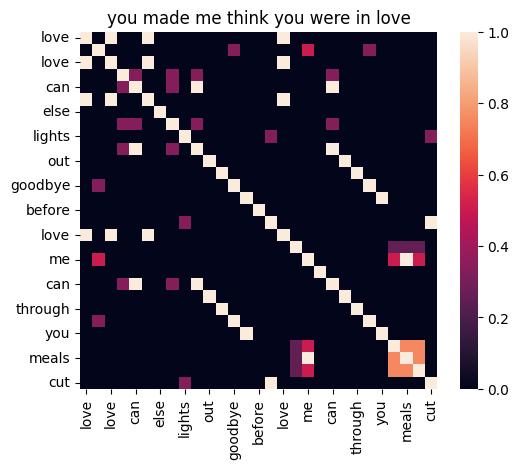 you made me think you were in love
love
love
can
else
lights
out
goodbye
before
love
me
can
through
you
meals
cut
love
love
can
else
lights
out
goodbye
before
love
me
can
through
you
meals
cut
1.0
0.8
0.6
0.4
0.2
0.0